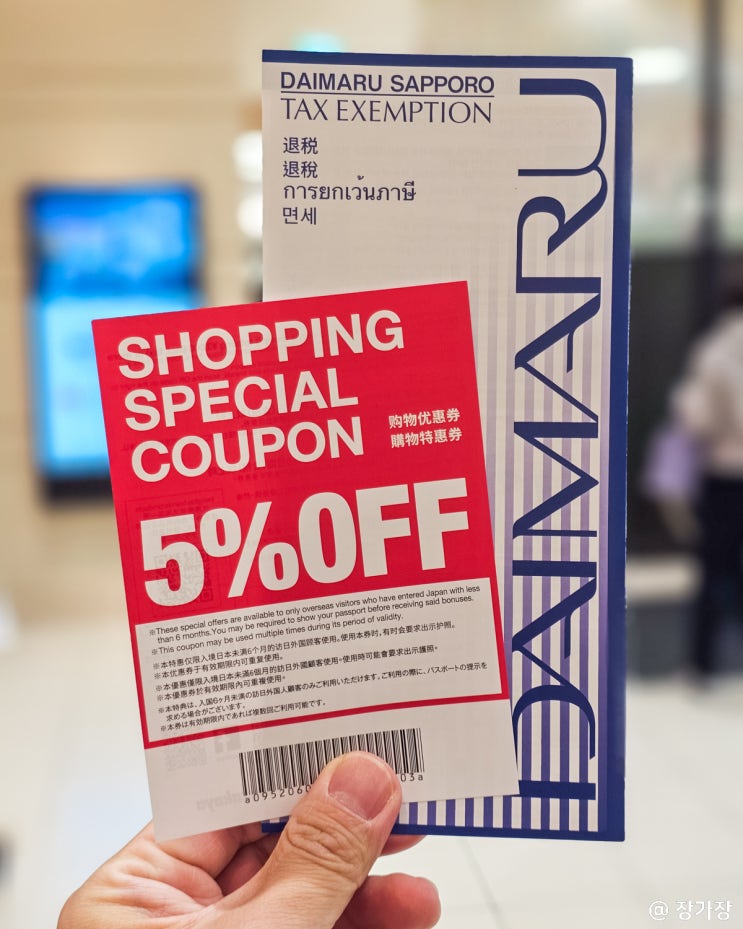 DAIMARU SAPPORO
TAX EXEMPTION
退税
退稅
การยกเว้นภาษี
면세
DAIMARU
SHOPPING
SPECIAL
COUPON
购物优惠券
購物特惠券
5%OFF
※These special offers are available to only overseas visitors who have entered Japan with less
than 6 months.You may be required to show your passport before receiving said bonuses.
※This coupon may be used multiple times during its period of validity.
※本特惠仅限入境日本未满6个月的访日外国顾客使用。使用本券时，有时会要求出示护照。
※本优惠券于有效期限内可重复使用。
※本優惠僅限入境日本未滿6個月的訪日外國顧客使用。使用時可能會要求出示護照。
※本優惠券於有效期限內可重複使用。
※本特典は、入国6ヶ月未満の訪日外国人顧客のみご利用いただけます。ご利用の際に、パスポートの提示を
求める場合がございます。
※本券は有効期限内であれば複数回ご利用可能です。
a095206
03a
@ 장가장